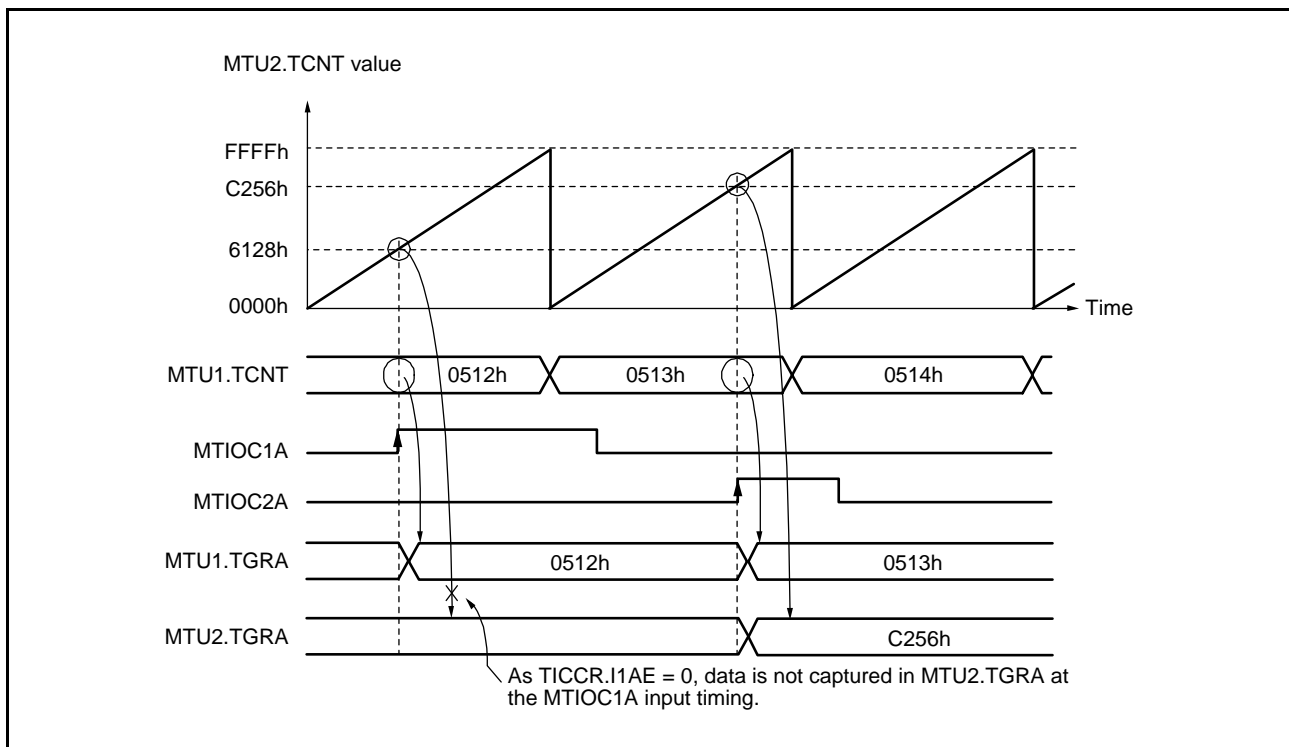 MTU2.TCNT value
FFFFh
C256h
6128h
0000h
Time
MTU1.TCNT
0512h
0513h
0514h
MTIOC1A
MTIOC2A
MTU1.TGRA
0512h
0513h
MTU2.TGRA
C256h
As TICCR.I1AE = 0, data is not captured in MTU2.TGRA at
the MTIOC1A input timing.